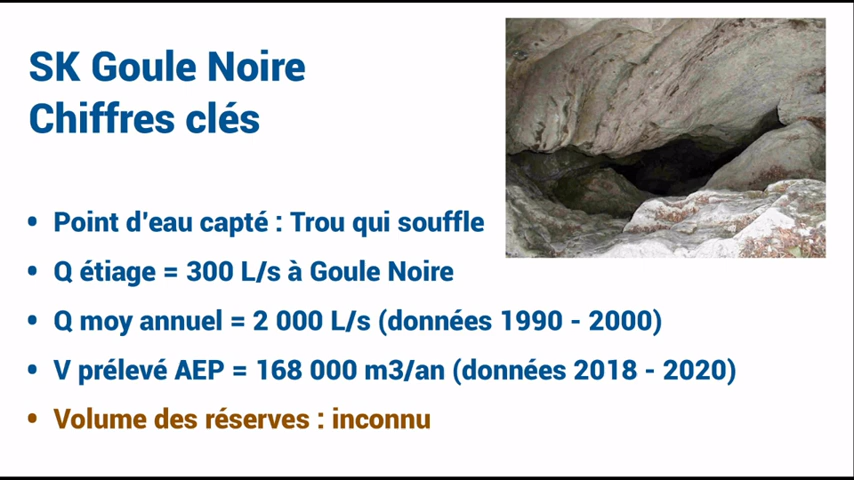 SK Goule Noire
Chiffres clés
• Point d'eau capté : Trou qui souffle
• Q étiage = 300 L/s à Goule Noire
• Q moy annuel = 2 000 L/s (données 1990 - 2000)
• V prélevé AEP = 168 000 m3/an (données 2018 - 2020)
• Volume des réserves : inconnu